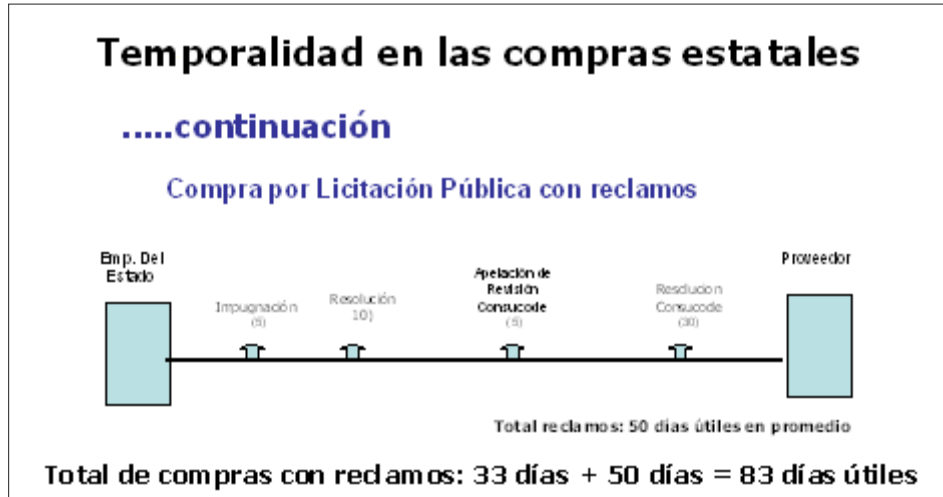 Temporalidad en las compras estatales
.....continuación
Compra por Licitación Pública con reclamos
Emp. Del
Estado
Impugnación
(5)
Resolución
10)
Apelación de
Revisión
Consucode
(5)
Resolucion
Consucode
(30)
Proveedor
Total reclamos: 50 días útiles en promedio
Total de compras con reclamos: 33 días + 50 días = 83 días útiles